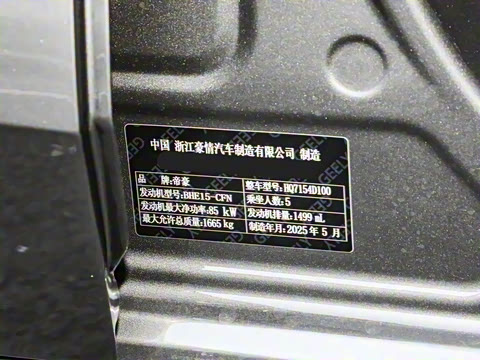 中国 浙江豪情汽车制造有限公司 制造
品 牌:帝豪 整车型号:HQ7154D100
发动机型号:BHE15-CFN 乘坐人数:5
发动机最大净功率:85 kW 发动机排量:1499 mL
最大允许总质量:1665 kg 制造年月:2025 年 5 月